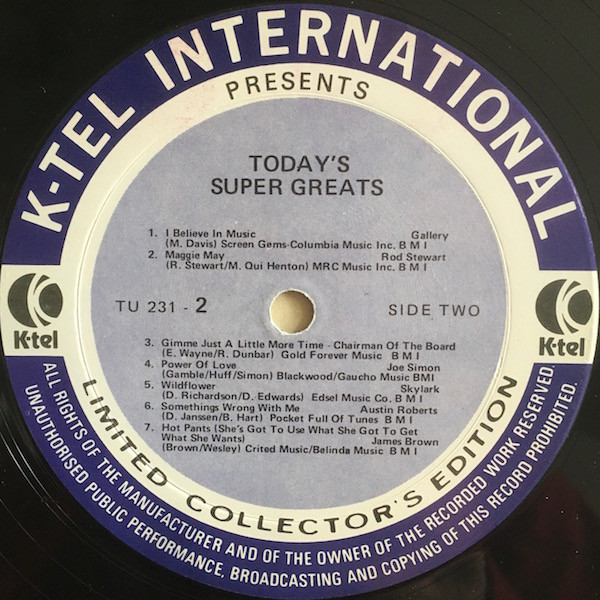 K-TEL INTERNATIONAL
PRESENTS
TODAY'S
SUPER GREATS
1. I Believe In Music Gallery
(M. Davis) Screen Gems-Columbia Music Inc. B M I
2. Maggie May Rod Stewart
(R. Stewart/M. Qui Henton) MRC Music Inc. B M I
K-tel
TU 231 - 2
SIDE TWO
K-tel
3. Gimme Just A Little More Time - Chairman Of The Board
(E. Wayne/R. Dunbar) Gold Forever Music B M I
4. Power Of Love Joe Simon
(Gamble/Huff/Simon) Blackwood/Gaucho Music BMI
5. Wildflower Skylark
(D. Richardson/D. Edwards) Edsel Music Co. B M I
6. Somethings Wrong With Me Austin Roberts
(D. Janssen/B. Hart) Pocket Full Of Tunes B M I
7. Hot Pants (She's Got To Use What She Got To Get
What She Wants) James Brown
(Brown/Wesley) Crited Music/Belinda Music B M I
LIMITED COLLECTOR'S EDITION
ALL RIGHTS OF THE MANUFACTURER AND OF THE OWNER OF THE RECORDED WORK RESERVED
UNAUTHORISED PUBLIC PERFORMANCE, BROADCASTING AND COPYING OF THIS RECORD PROHIBITED.